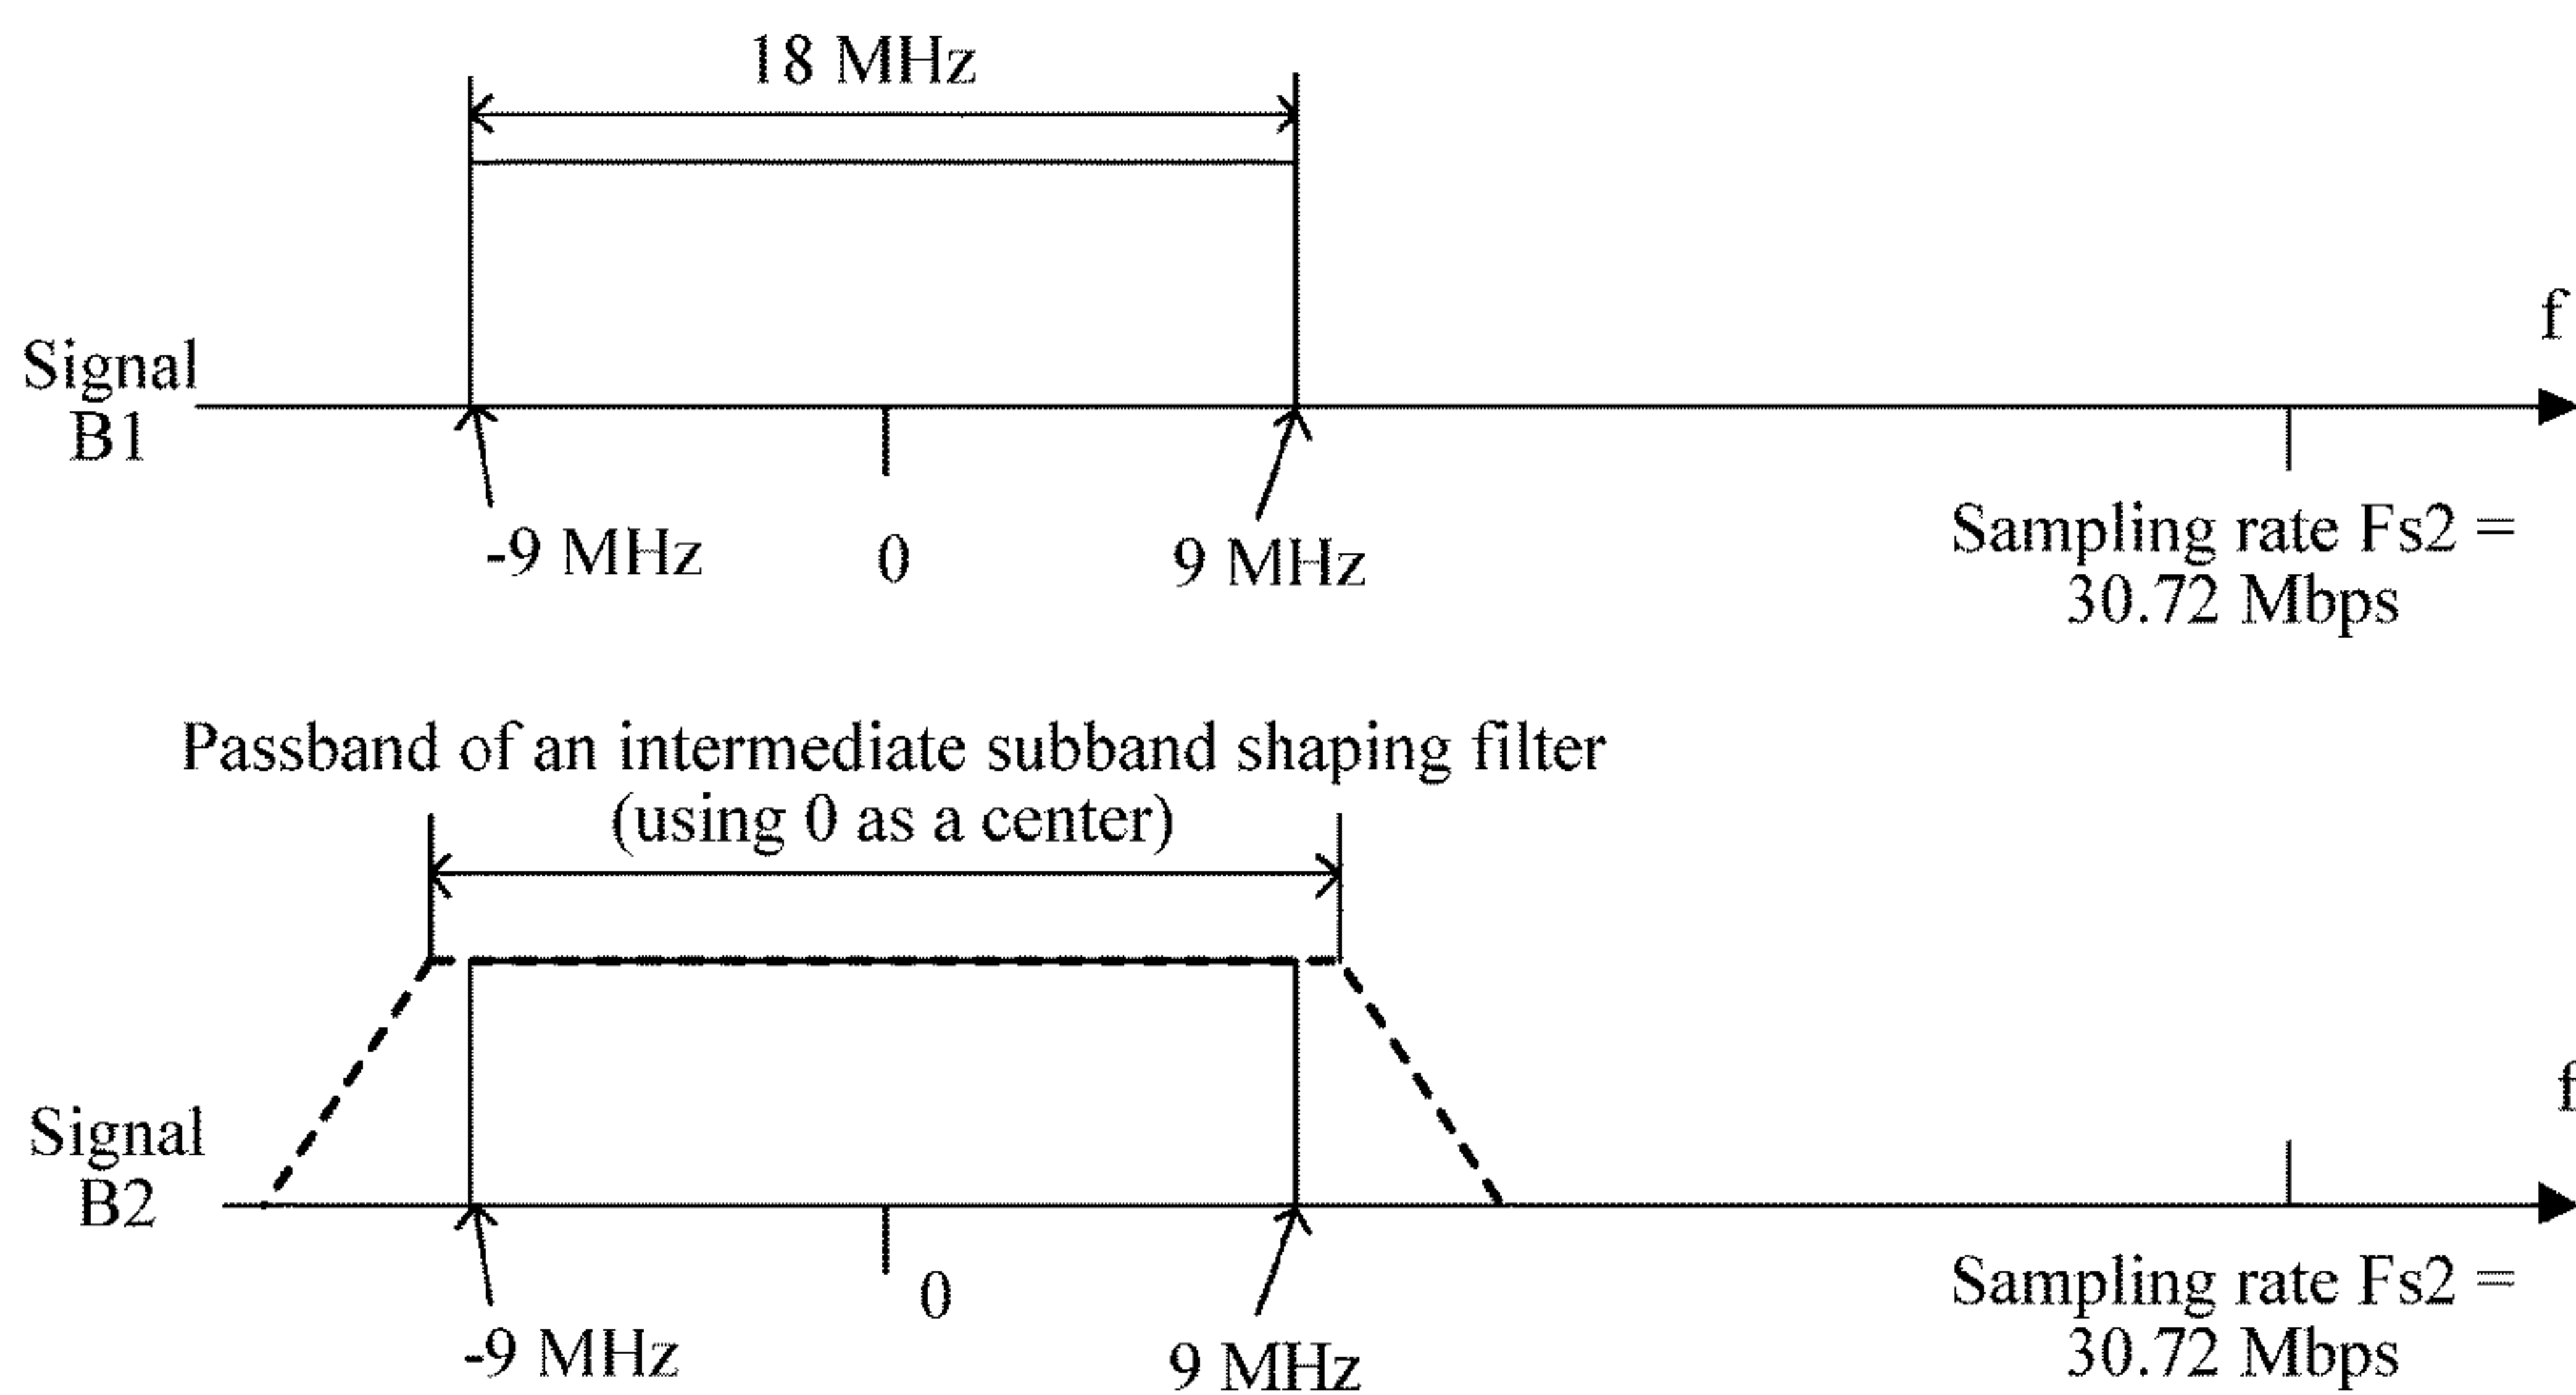 18 MHz
f
Signal
B1
-9 MHz
0
9 MHz
Sampling rate Fs2 =
30.72 Mbps
Passband of an intermediate subband shaping filter
(using 0 as a center)
f
Signal
B2
-9 MHz
0
9 MHz
Sampling rate Fs2 =
30.72 Mbps